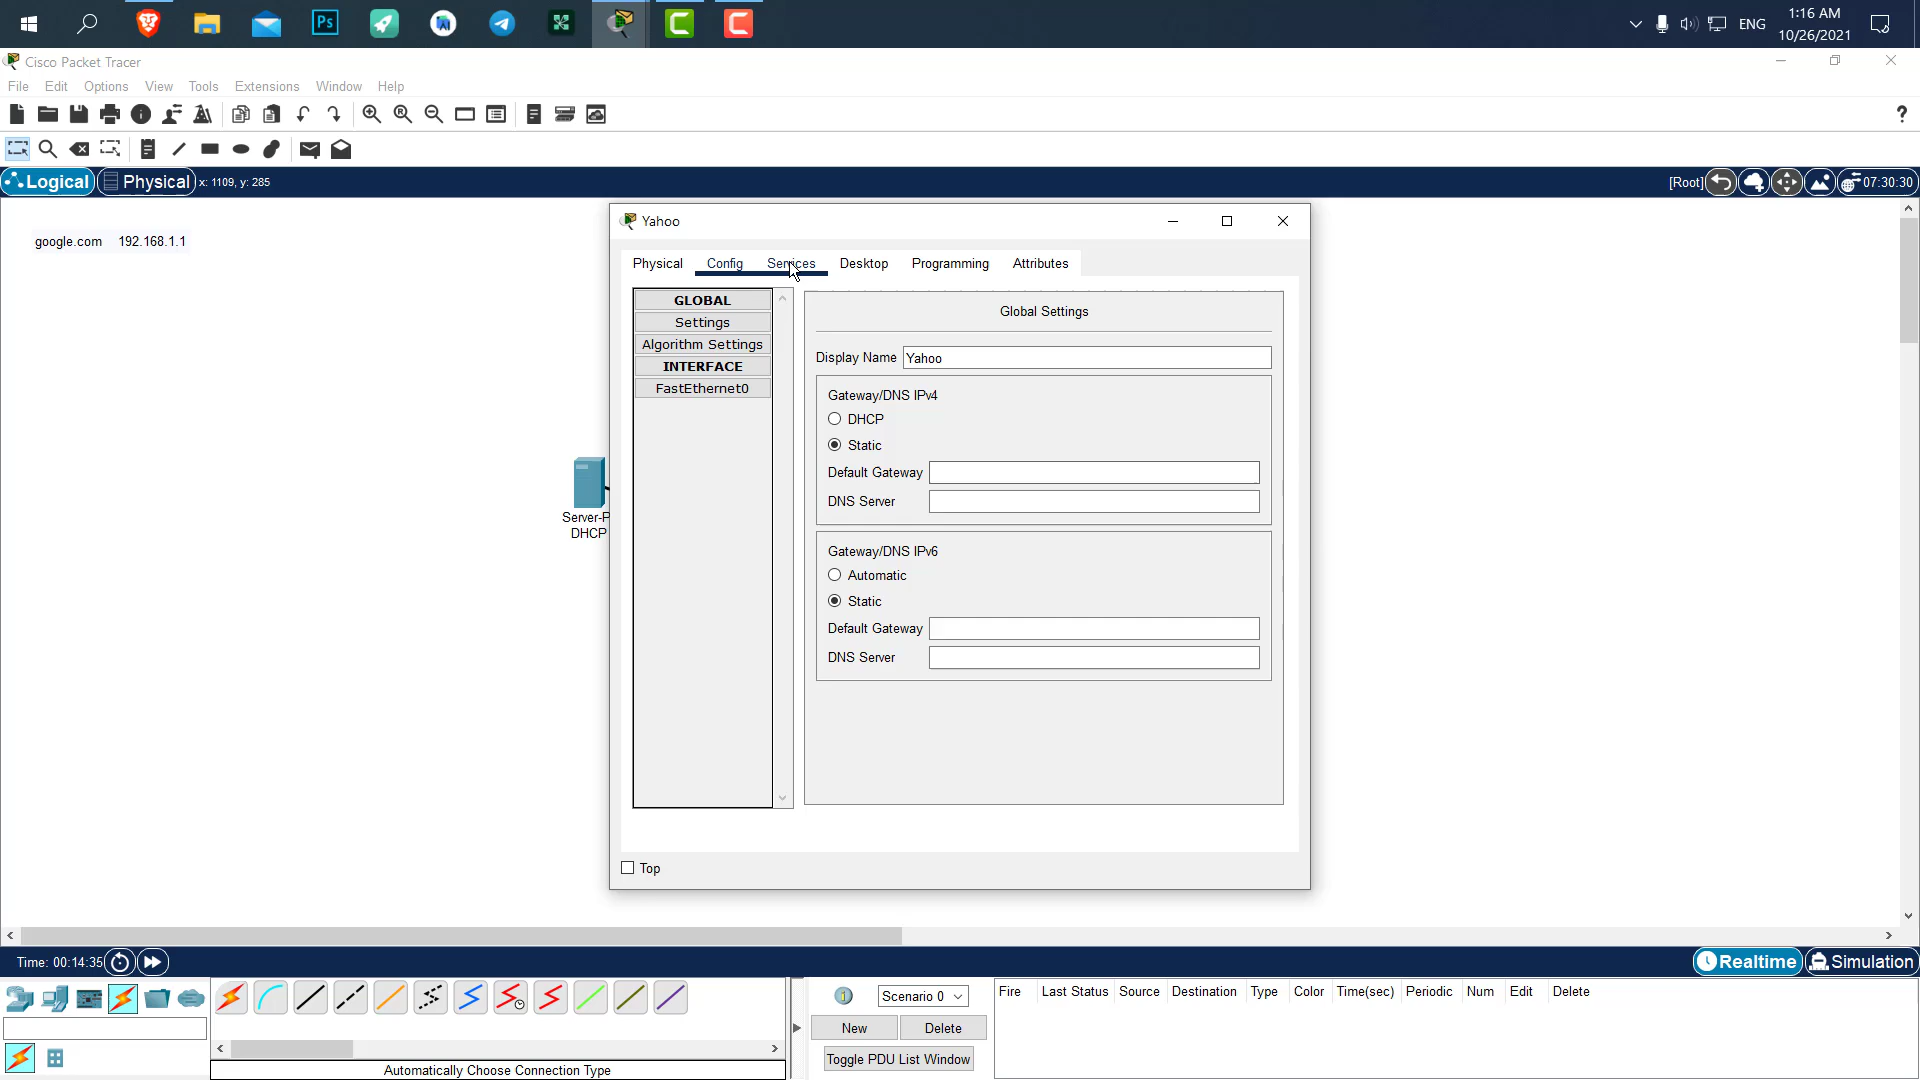 Ps
ENG
1:16 AM
10/26/2021
Cisco Packet Tracer
File Edit Options View Tools Extensions Window Help
Logical Physical x: 1109, y: 285 [Root] 07:30:30
google.com 192.168.1.1
Yahoo
Physical Config Services Desktop Programming Attributes
GLOBAL
Settings
Algorithm Settings
INTERFACE
FastEthernet0
Global Settings
Display Name Yahoo
Gateway/DNS IPv4
DHCP
Static
Default Gateway
DNS Server
Gateway/DNS IPv6
Automatic
Static
Default Gateway
DNS Server
Server-P
DHCP
Top
Time: 00:14:35 Realtime Simulation
Scenario 0
New Delete
Toggle PDU List Window
Fire Last Status Source Destination Type Color Time(sec) Periodic Num Edit Delete
Automatically Choose Connection Type